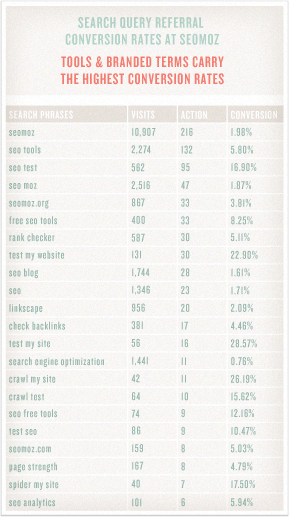 SEARCH QUERY REFERRAL
CONVERSION RATES AT SEOMOZ
TOOLS & BRANDED TERMS CARRY
THE HIGHEST CONVERSION RATES
SEARCH PHRASES VISITS ACTION CONVERSION
seomoz 10,907 216 1.98%
seo tools 2,274 132 5.80%
seo test 562 95 16.90%
seo moz 2,516 47 1.87%
seomoz.org 867 33 3.81%
free seo tools 400 33 8.25%
rank checker 587 30 5.11%
test my website 131 30 22.90%
seo blog 1,744 28 1.61%
seo 1,346 23 1.71%
linkscape 956 20 2.09%
check backlinks 381 17 4.46%
test my site 56 16 28.57%
search engine optimization 1,441 11 0.76%
crawl my site 42 11 26.19%
crawl test 64 10 15.62%
seo free tools 74 9 12.16%
test seo 86 9 10.47%
seomoz.com 159 8 5.03%
page strength 167 8 4.79%
spider my site 40 7 17.50%
seo analytics 101 6 5.94%